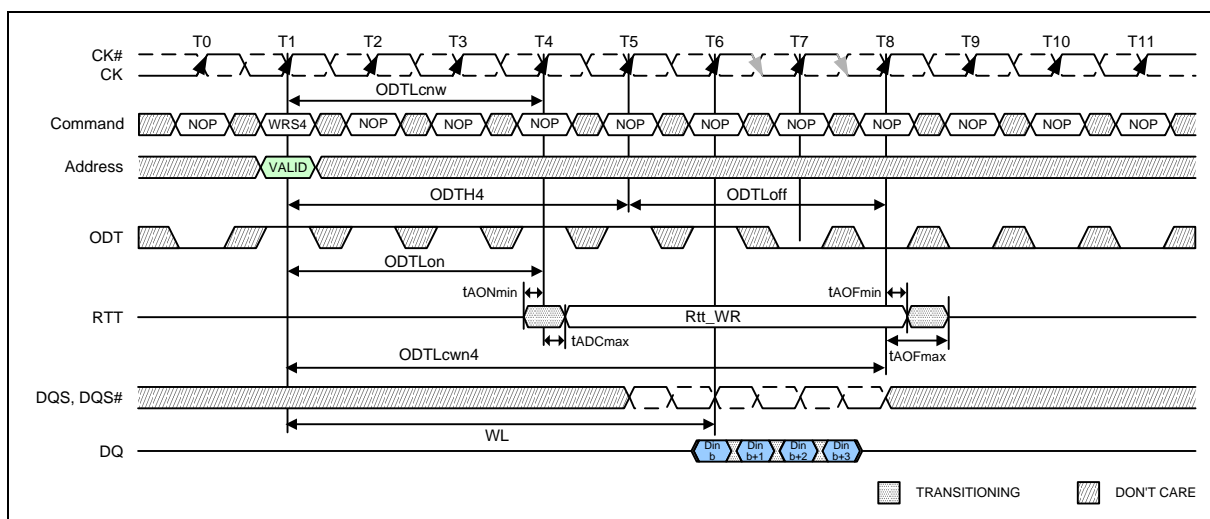 T0 T1 T2 T3 T4 T5 T6 T7 T8 T9 T10 T11
CK#
CK
ODTLcnw
Command NOP WRS4 NOP NOP NOP NOP NOP NOP NOP NOP NOP NOP
Address VALID
ODTH4 ODTLoff
ODT
ODTLon
tAONmin tAOFmin
RTT Rtt_WR
tADCmax tAOFmax
ODTLcwn4
DQS, DQS#
WL
DQ Din b Din b+1 Din b+2 Din b+3
TRANSITIONING DON'T CARE